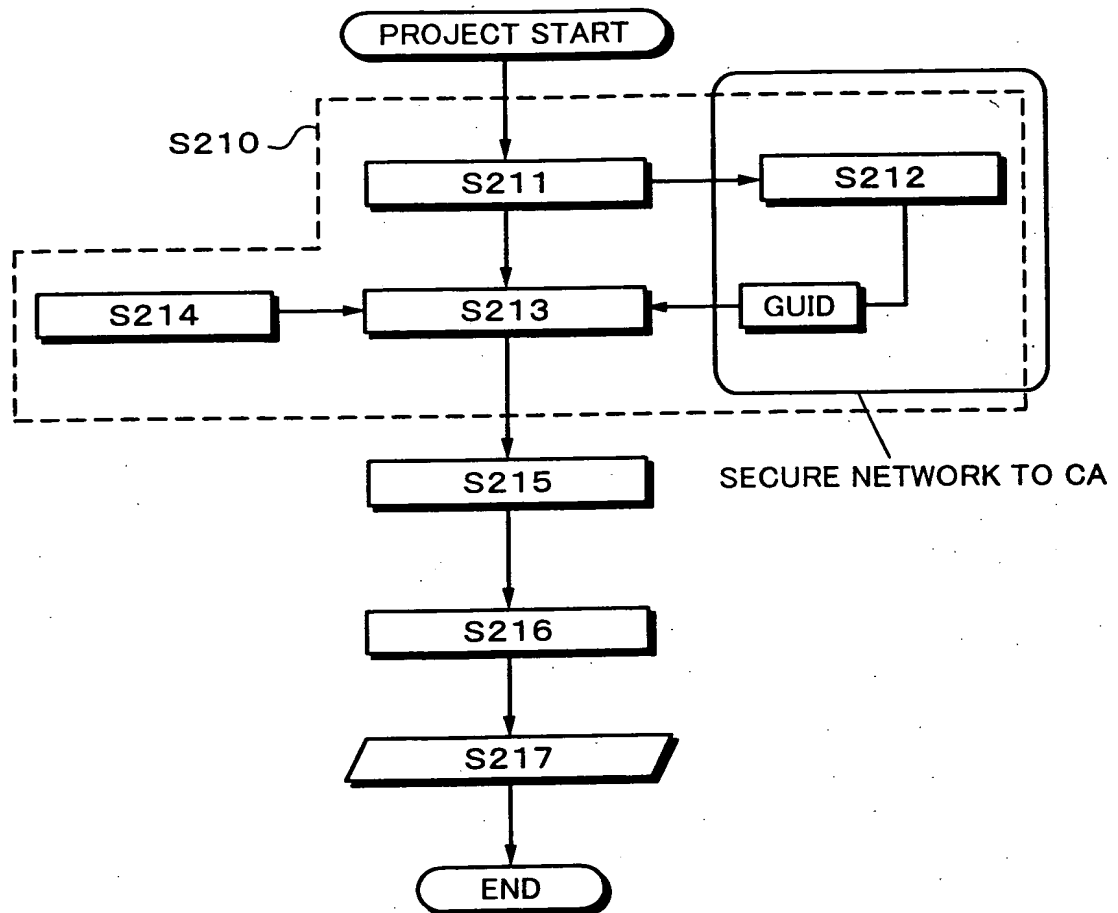 PROJECT START
S210
S211
S212
S214
S213
GUID
SECURE NETWORK TO CA
S215
S216
S217
END